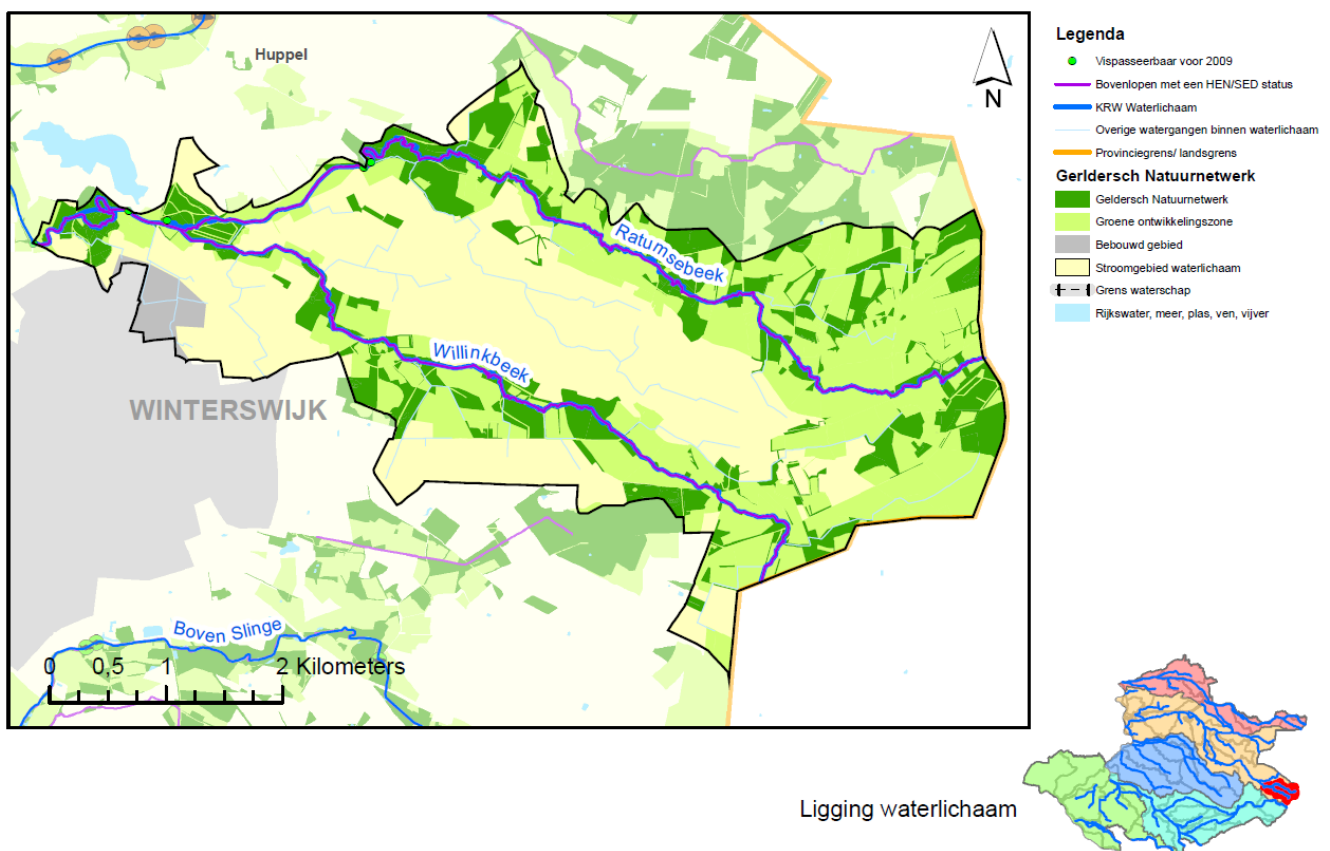 Huppel
N
Ratumsebeek
Willinkbeek
WINTERSWIJK
Boven Slinge
0 0,5 1 2 Kilometers
Legenda
Vispasseerbaar voor 2009
Bovenlopen met een HEN/SED status
KRW Waterlichaam
Overige watergangen binnen waterlichaam
Provinciegrens/ landsgrens
Gerldersch Natuurnetwerk
Geldersch Natuurnetwerk
Groene ontwikkelingszone
Bebouwd gebied
Stroomgebied waterlichaam
Grens waterschap
Rijkswater, meer, plas, ven, vijver
Ligging waterlichaam